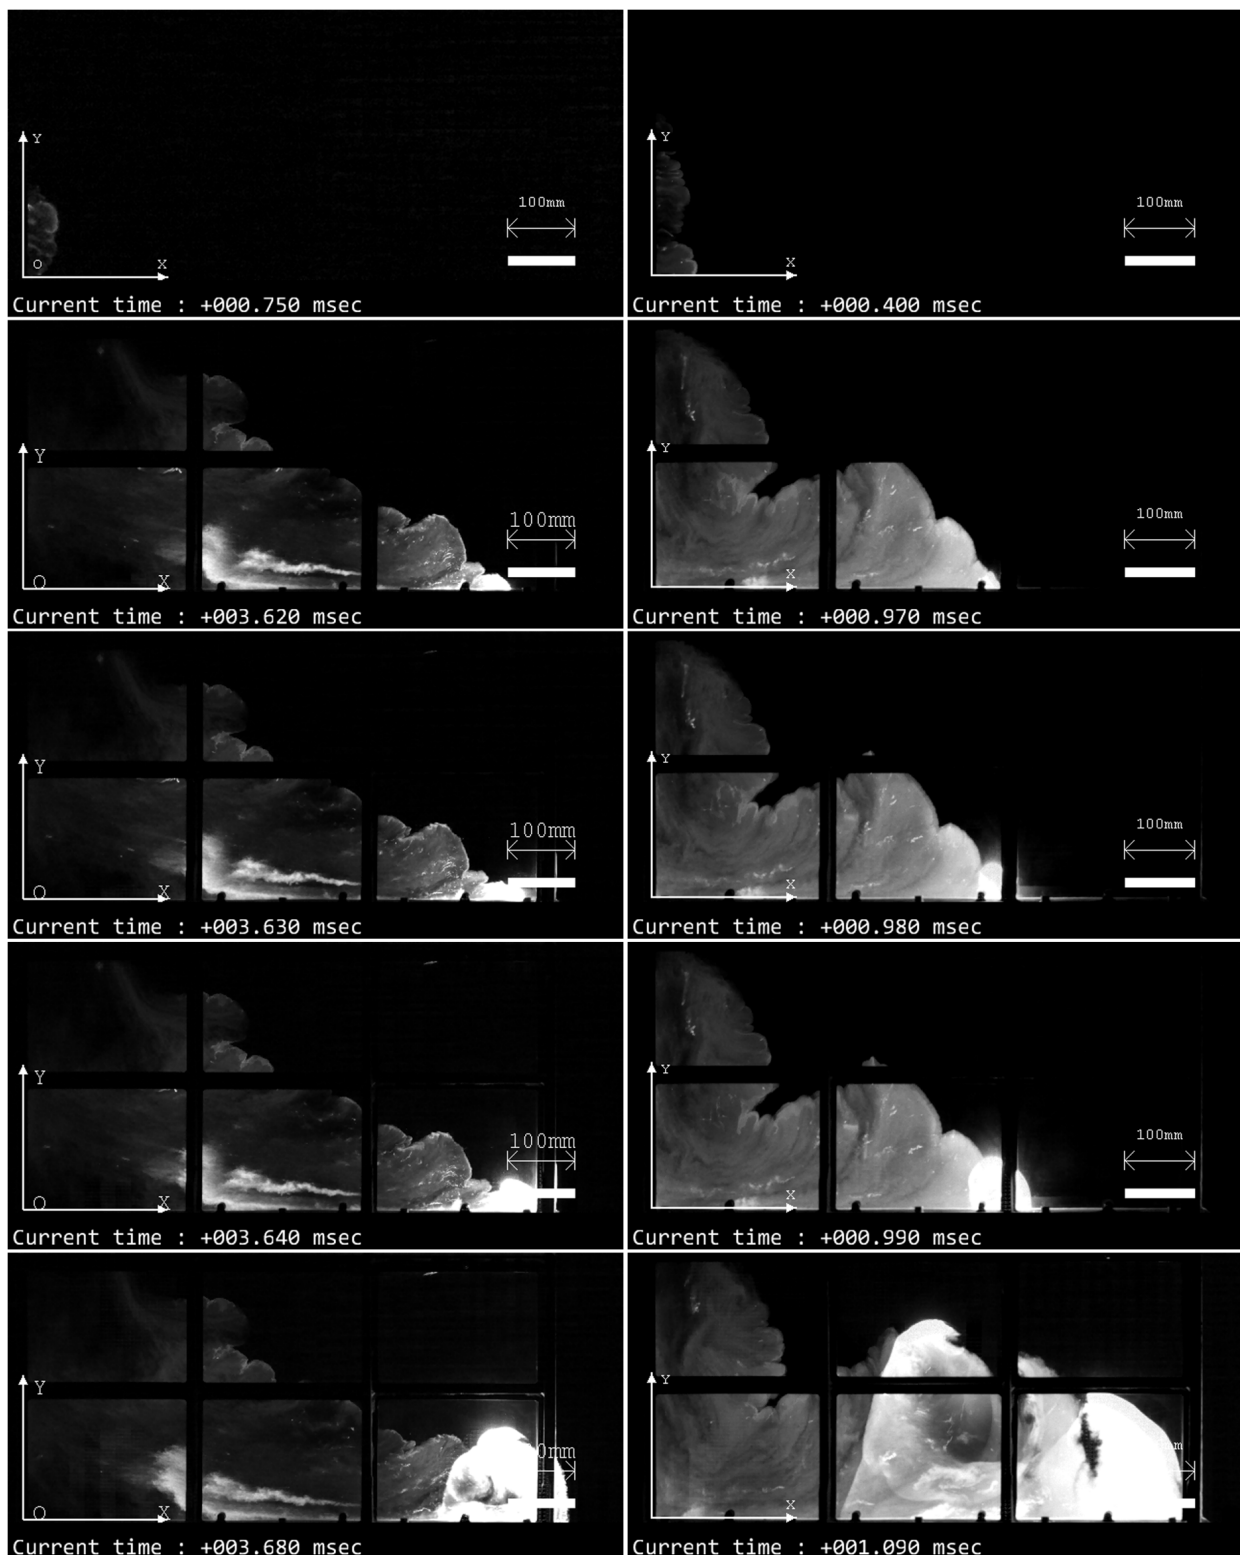 Y
100mm
O X
Current time : +000.750 msec
Y
100mm
X
Current time : +000.400 msec
Y
100mm
O X
Current time : +003.620 msec
Y
100mm
X
Current time : +000.970 msec
Y
100mm
O X
Current time : +003.630 msec
Y
100mm
X
Current time : +000.980 msec
Y
100mm
O X
Current time : +003.640 msec
Y
100mm
X
Current time : +000.990 msec
Y
0mm
O X
Current time : +003.680 msec
Y
m
X
Current time : +001.090 msec